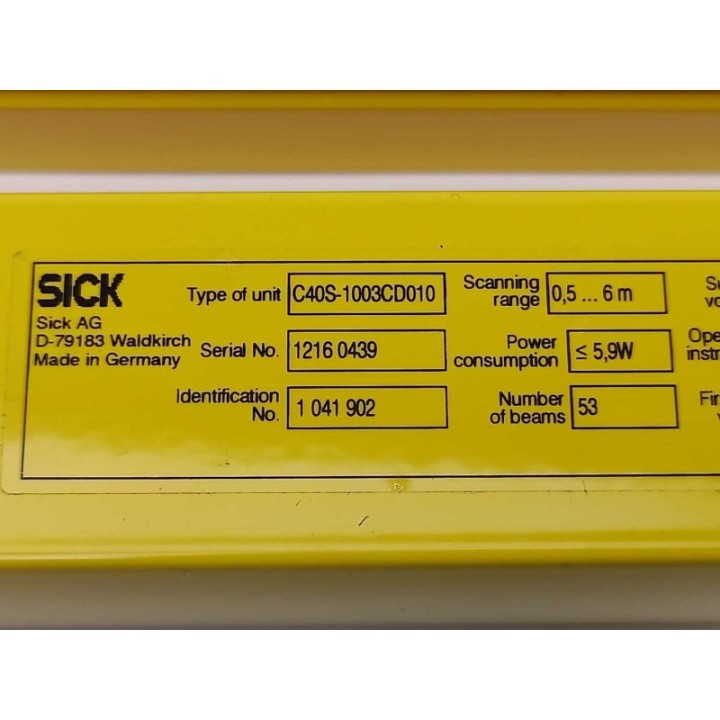 SICK
Sick AG
D-79183 Waldkirch
Made in Germany
Type of unit C40S-1003CD010
Serial No. 1216 0439
Identification
No. 1 041 902
Scanning
range 0,5 ... 6 m
Power
consumption ≤ 5,9W
Number
of beams 53